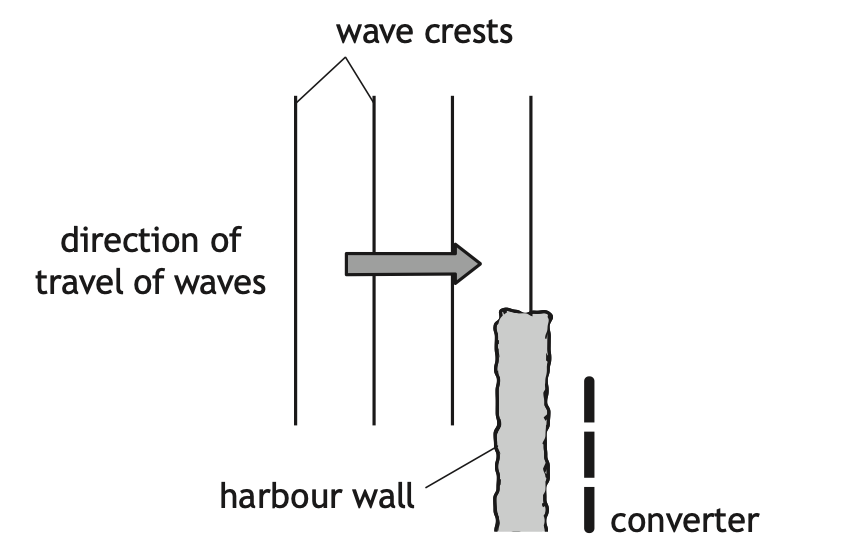 wave crests
direction of
travel of waves
harbour wall
converter